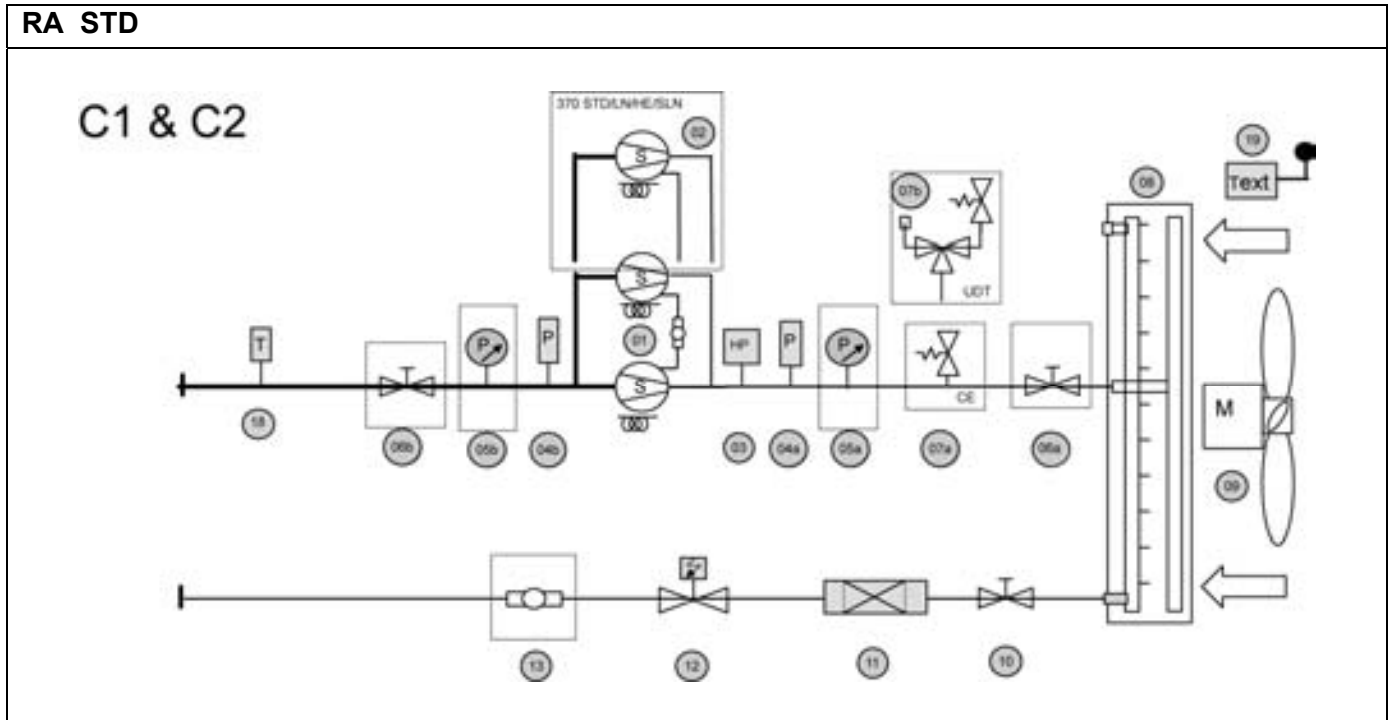 RA STD
C1 & C2
370 STD/LN/HE/SLN
02
S
19
Text
08
07b
UDT
S
01
T
P
P
S
HP
P
P
CE
M
18
06b
05b
04b
03
04a
05a
07a
06a
09
13
12
11
10